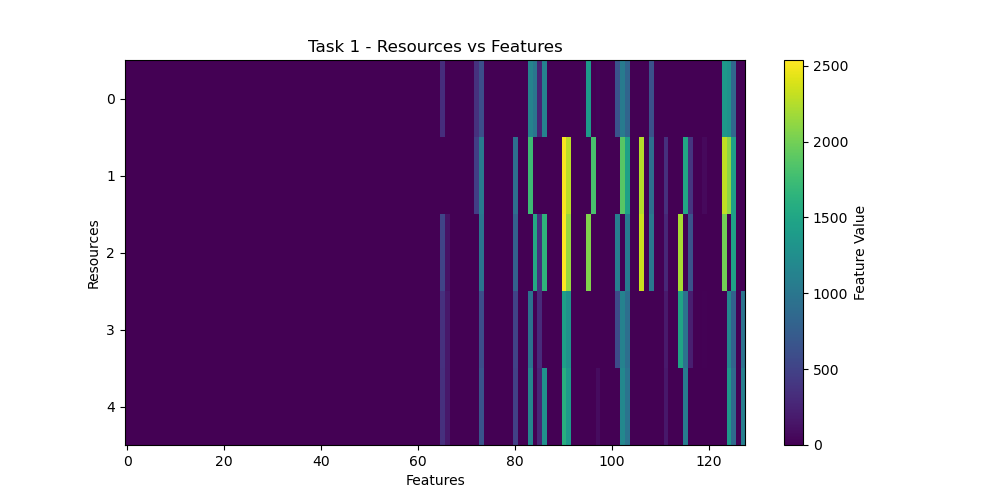 Task 1 - Resources vs Features
Resources
0
1
2
3
4
0 20 40 60 80 100 120
Features
2500
2000
1500
1000
500
0
Feature Value